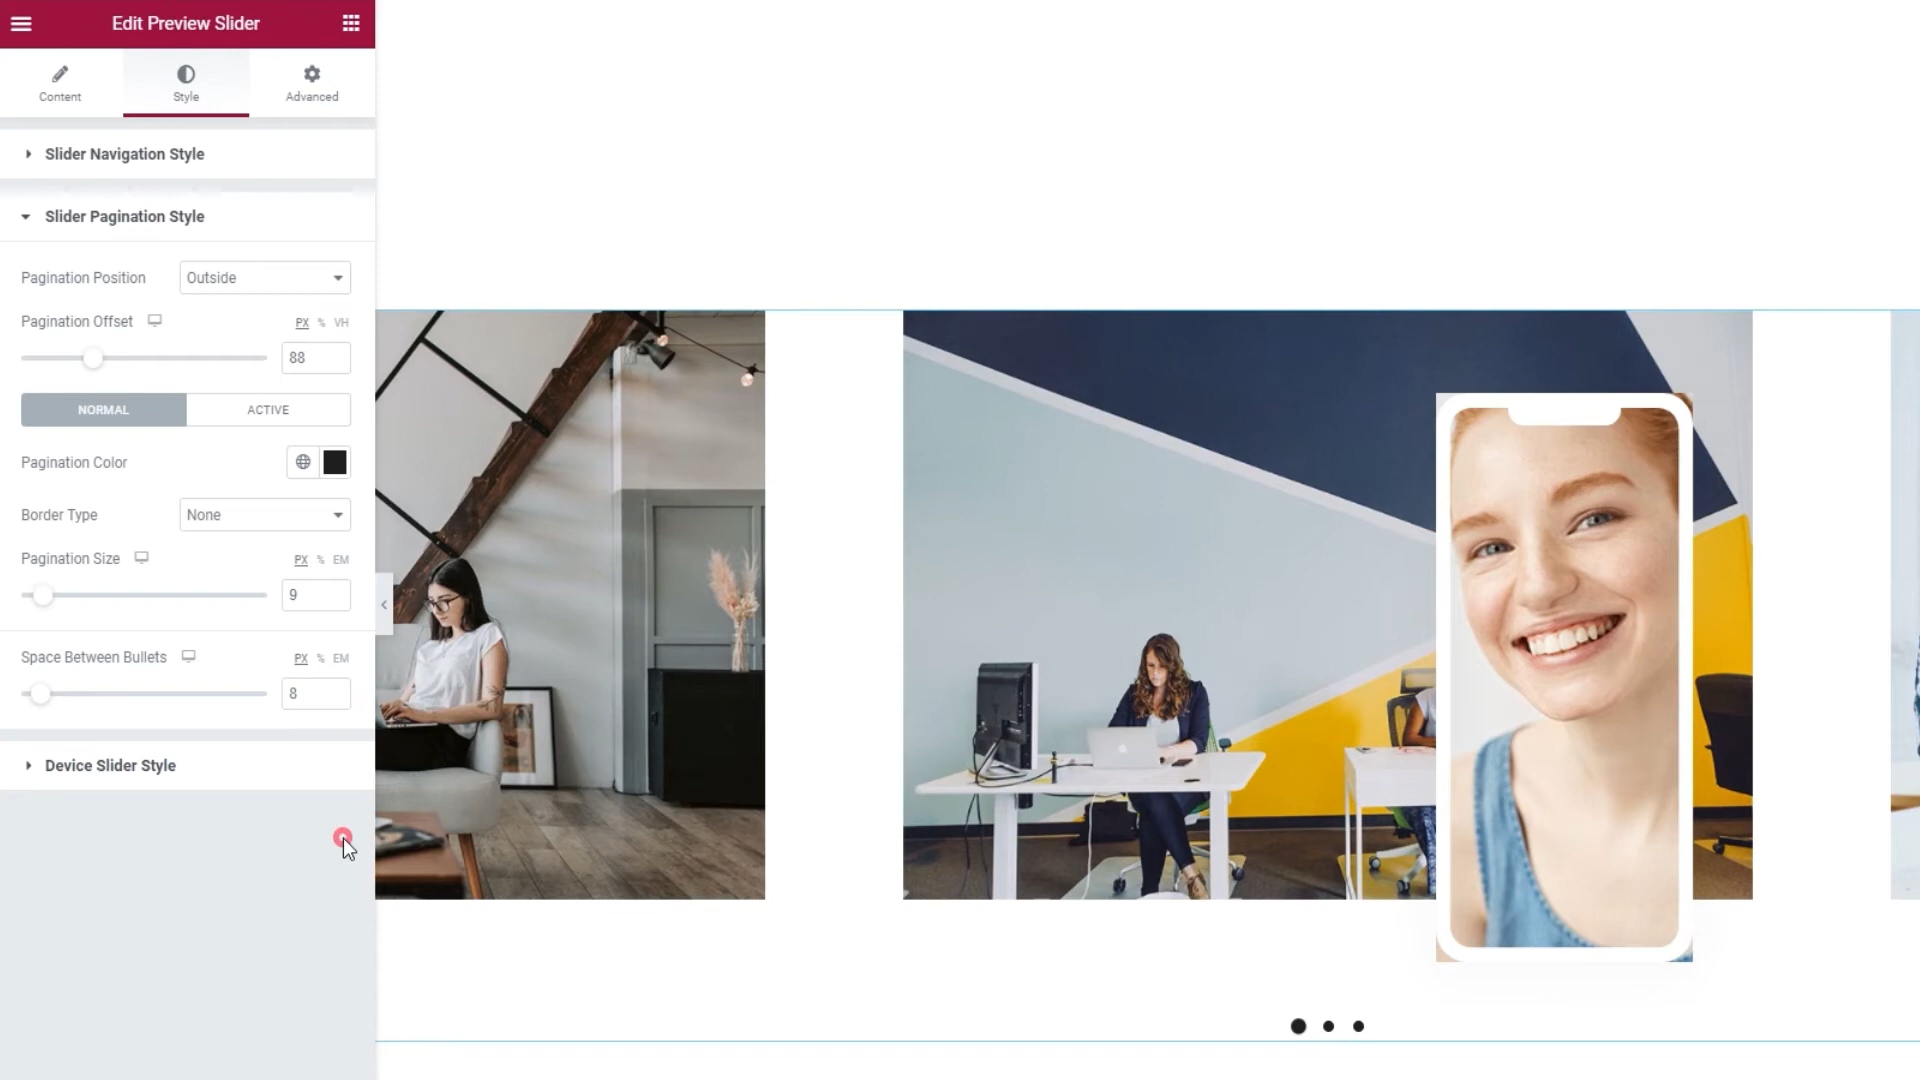 Edit Preview Slider
Content
Style
Advanced
Slider Navigation Style
Slider Pagination Style
Pagination Position
Outside
Pagination Offset
PX % VH
88
NORMAL
ACTIVE
Pagination Color
Border Type
None
Pagination Size
PX % EM
9
Space Between Bullets
PX % EM
8
Device Slider Style